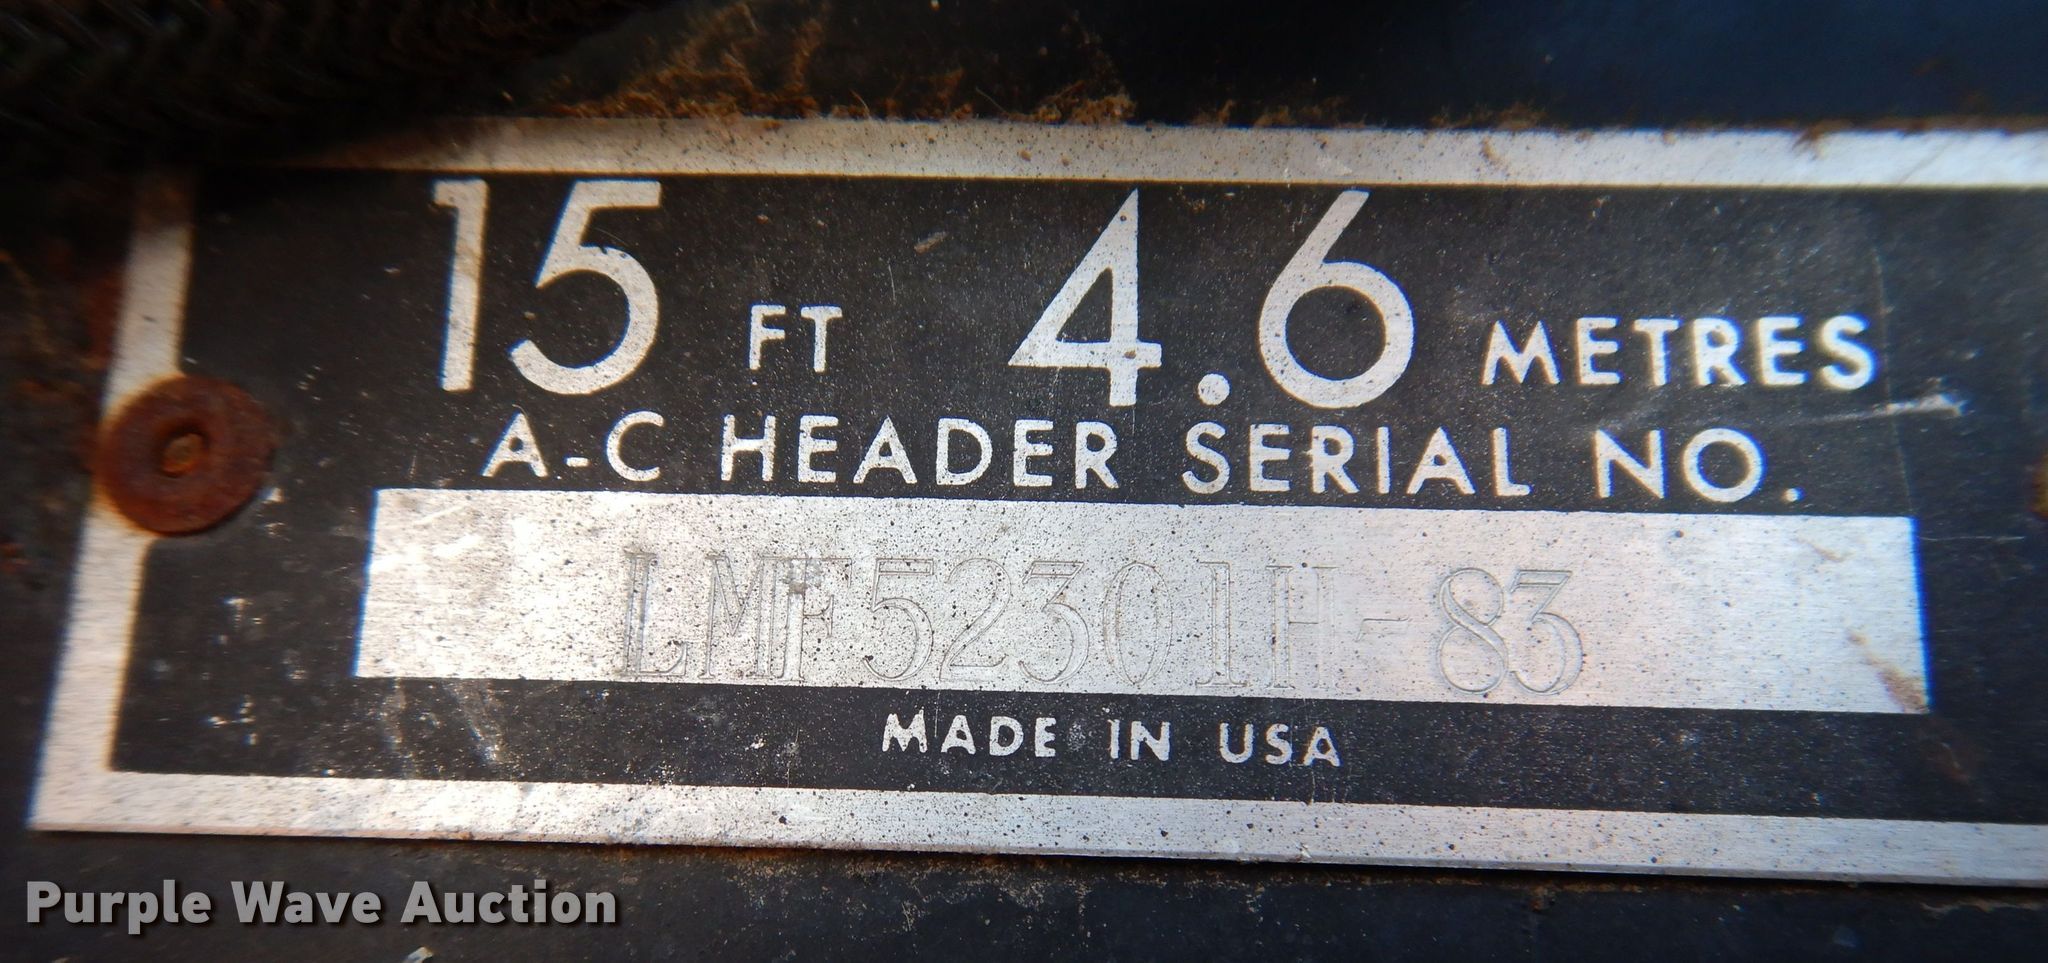 15 FT 4.6 METRES
A-C HEADER SERIAL NO.
LMF52301H-83
MADE IN USA
Purple Wave Auction